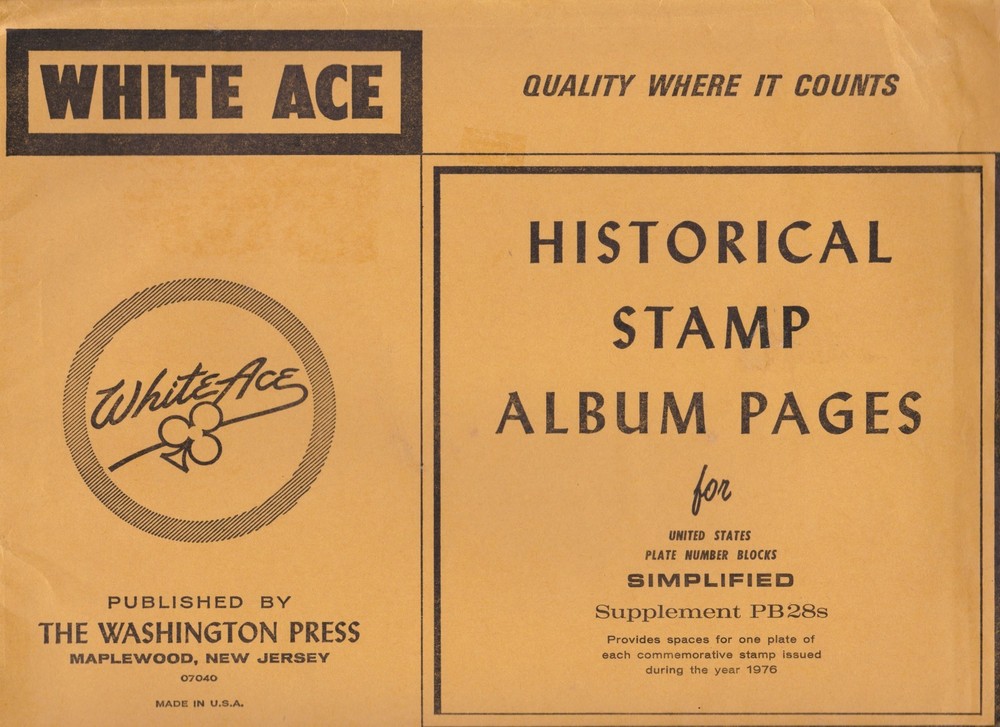 WHITE ACE
QUALITY WHERE IT COUNTS
White Ace
PUBLISHED BY
THE WASHINGTON PRESS
MAPLEWOOD, NEW JERSEY
07040
MADE IN U.S.A.
HISTORICAL
STAMP
ALBUM PAGES
for
UNITED STATES
PLATE NUMBER BLOCKS
SIMPLIFIED
Supplement PB28s
Provides spaces for one plate of
each commemorative stamp issued
during the year 1976